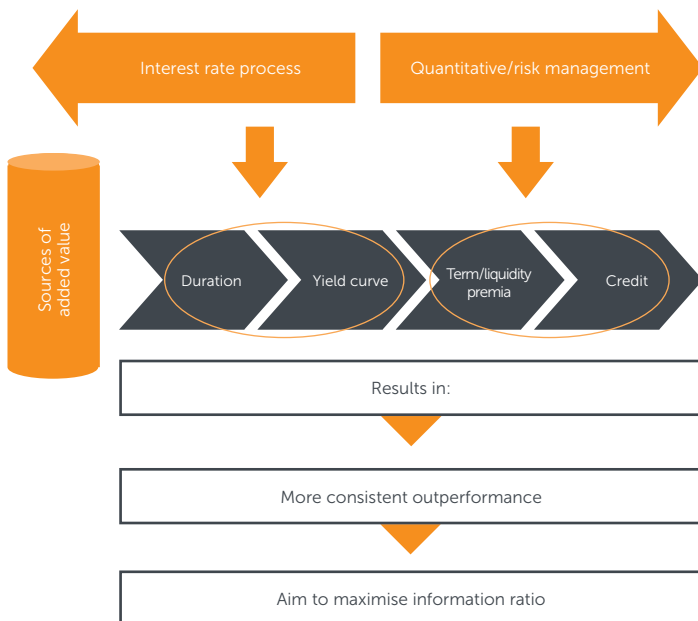 Interest rate process
Quantitative/risk management
Sources of
added value
Duration
Yield curve
Term/liquidity
premia
Credit
Results in:
More consistent outperformance
Aim to maximise information ratio